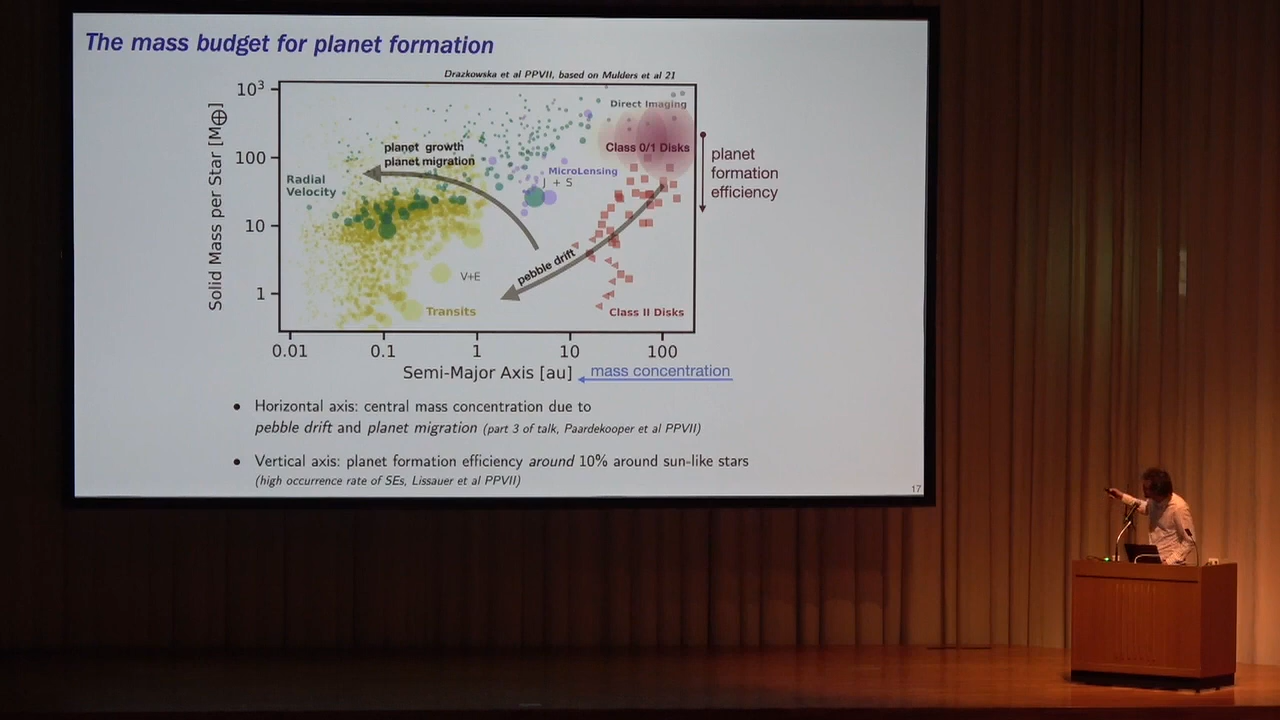 The mass budget for planet formation
Drazkowska et al PPVII, based on Mulders et al 21
Solid Mass per Star [M⊕]
10³
100
10
1
Direct Imaging
Class 0/1 Disks
planet growth
planet migration
Radial
Velocity
MicroLensing
J + S
pebble drift
V+E
Transits
Class II Disks
planet
formation
efficiency
0.01 0.1 1 10 100
Semi-Major Axis [au]
mass concentration
• Horizontal axis: central mass concentration due to
pebble drift and planet migration (part 3 of talk, Paardekooper et al PPVII)
• Vertical axis: planet formation efficiency around 10% around sun-like stars
(high occurrence rate of SEs, Lissauer et al PPVII)
17